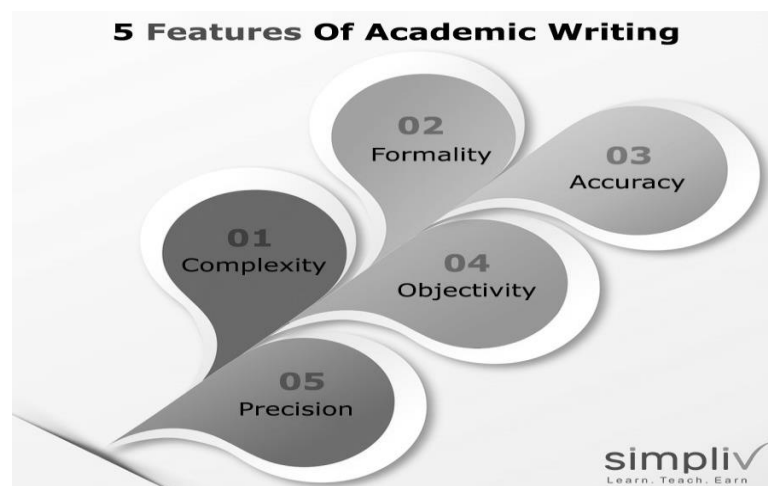 5 Features Of Academic Writing
01
Complexity
02
Formality
03
Accuracy
04
Objectivity
05
Precision
simpliv
Learn. Teach. Earn